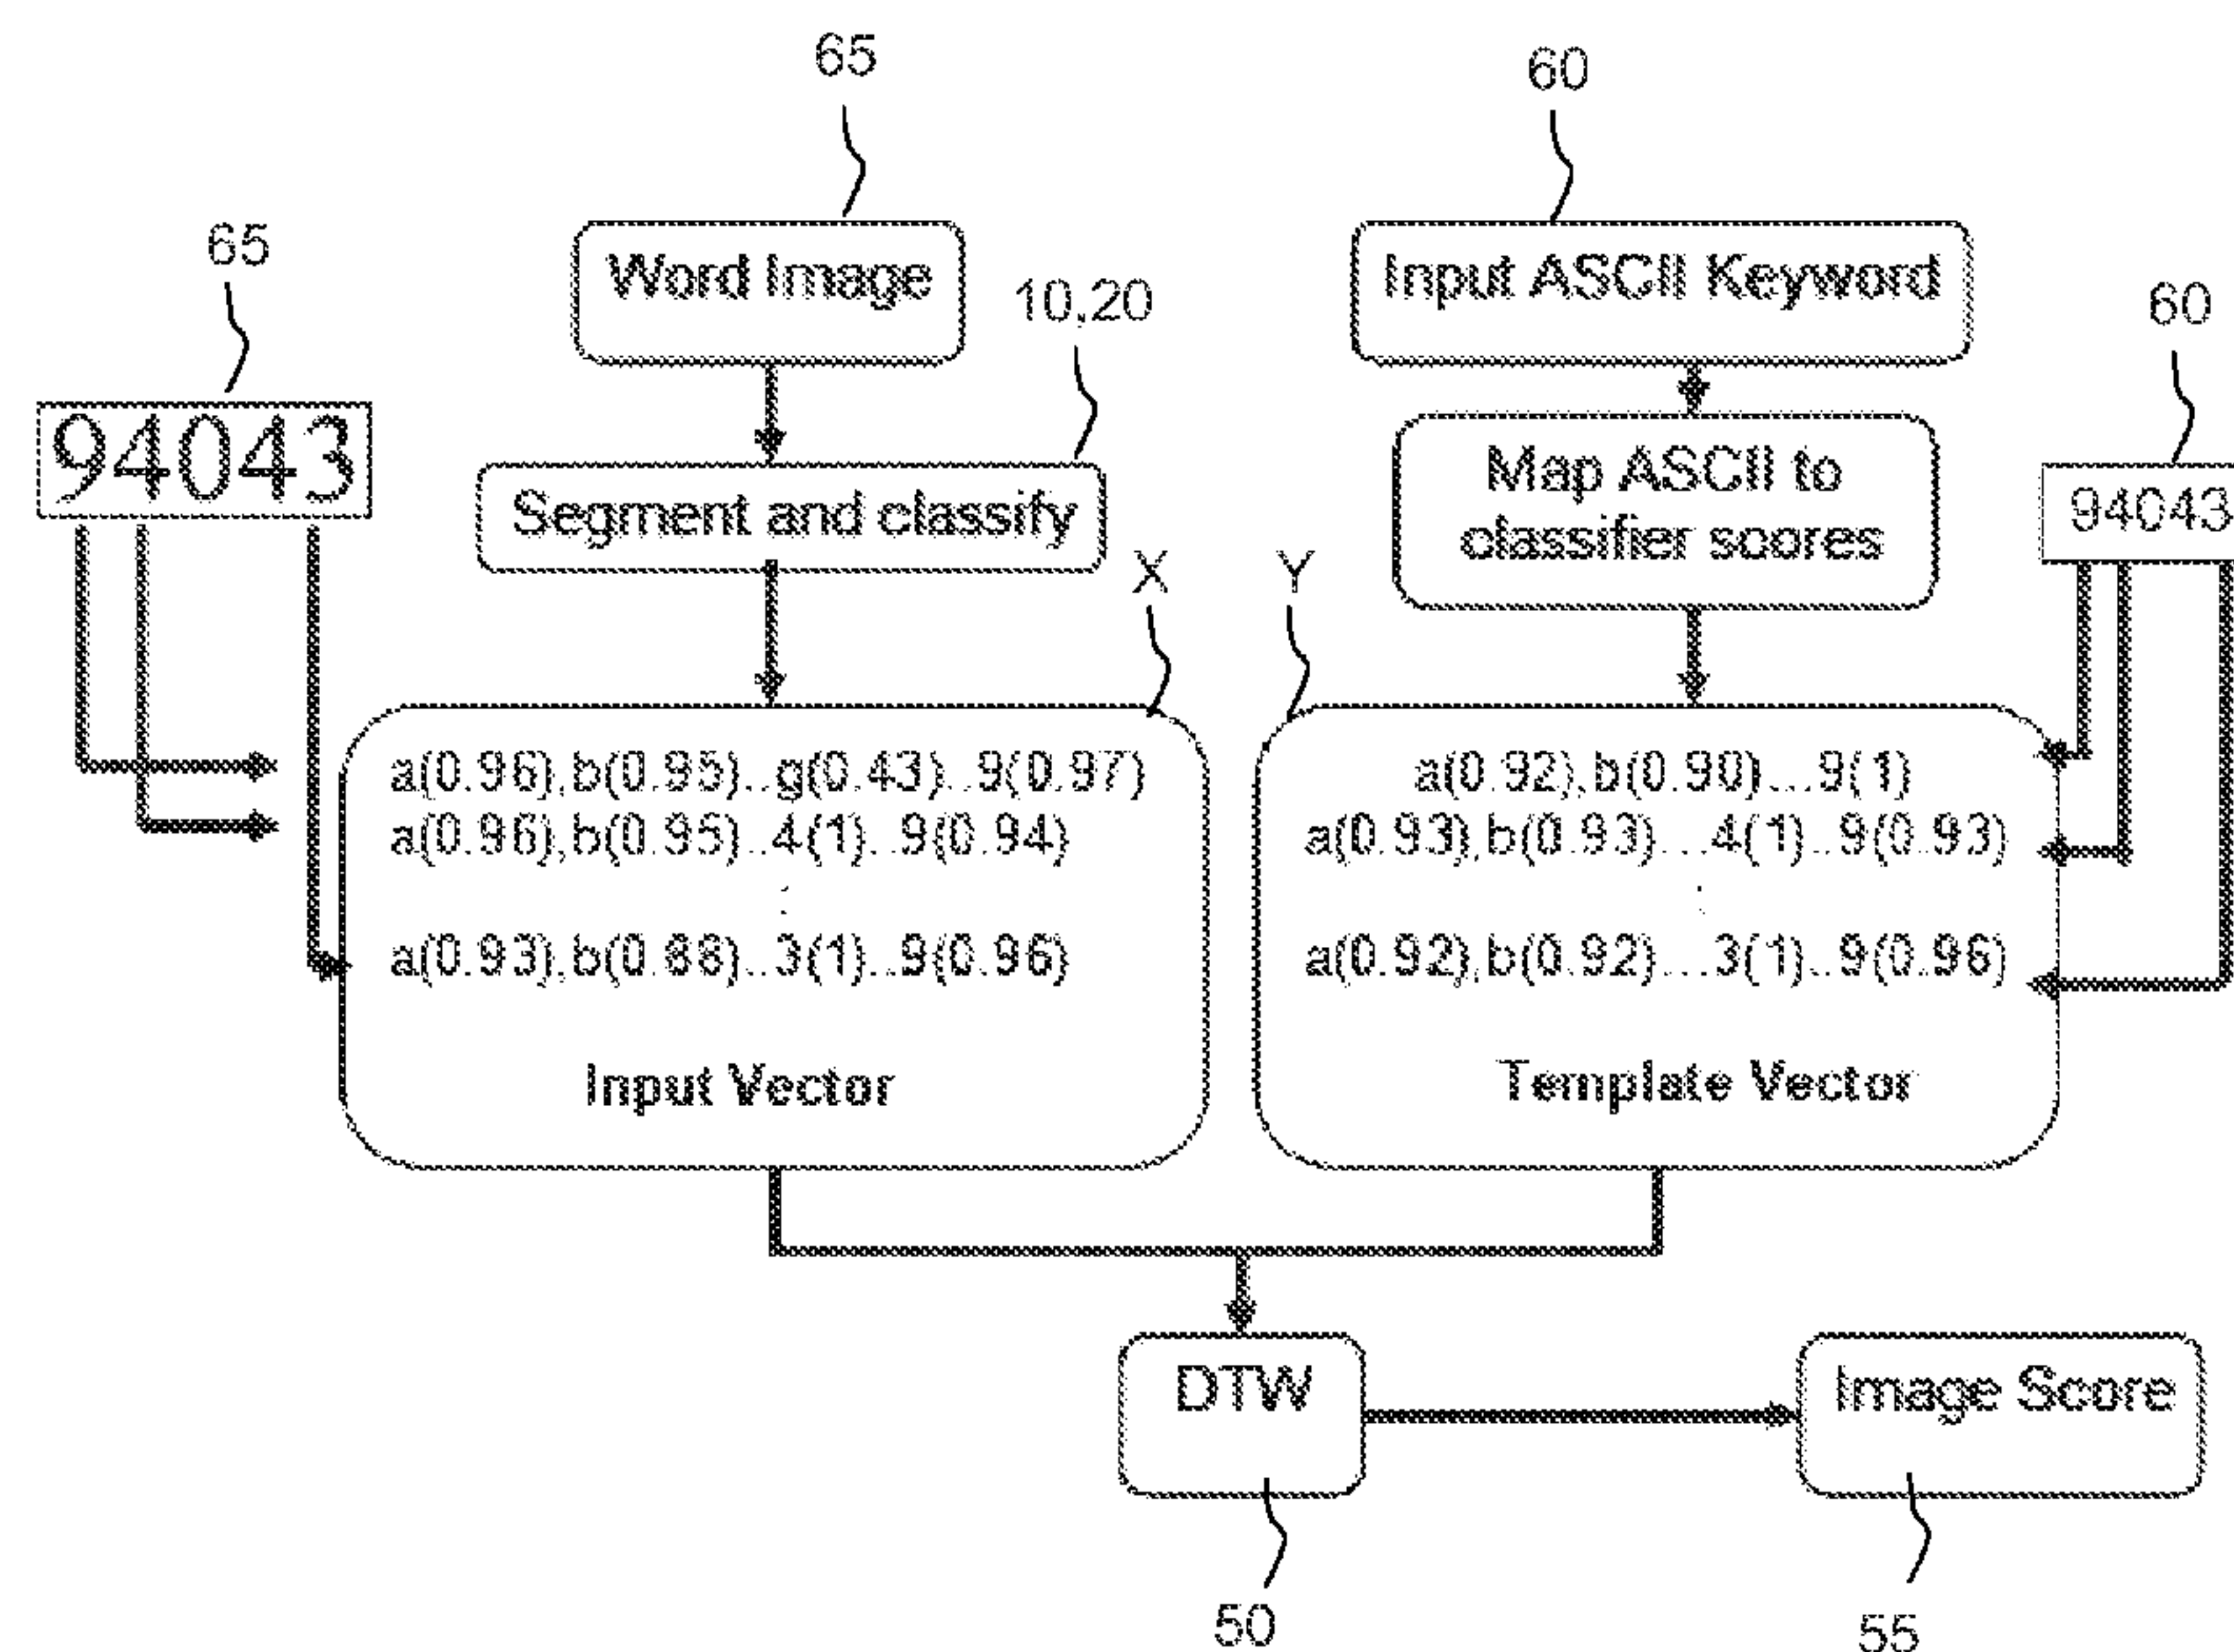 65
60
65
Word Image
10,20
Input ASCII Keyword
60
94043
Segment and classify
Map ASCII to
classifier scores
94043
X
Y
a(0.96),b(0.95)..g(0.43)..9(0.97)
a(0.96),b(0.95)..4(1)..9(0.94)
.
.
a(0.93),b(0.88)..3(1)..9(0.96)
Input Vector
a(0.92),b(0.90)...9(1)
a(0.93),b(0.93)...4(1)..9(0.93)
.
.
a(0.92),b(0.92)...3(1)..9(0.96)
Template Vector
DTW
Image Score
50
55